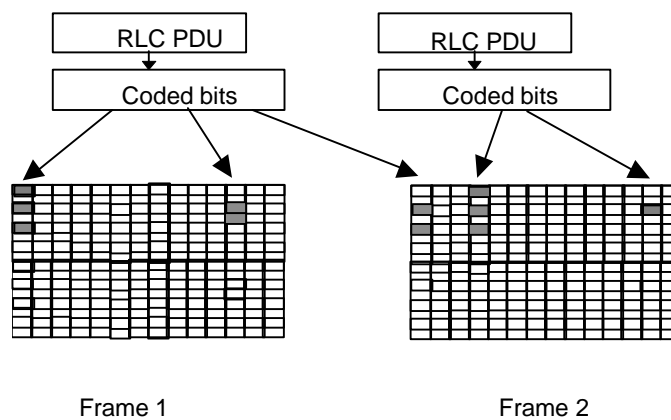 RLC PDU
RLC PDU
Coded bits
Coded bits
Frame 1
Frame 2